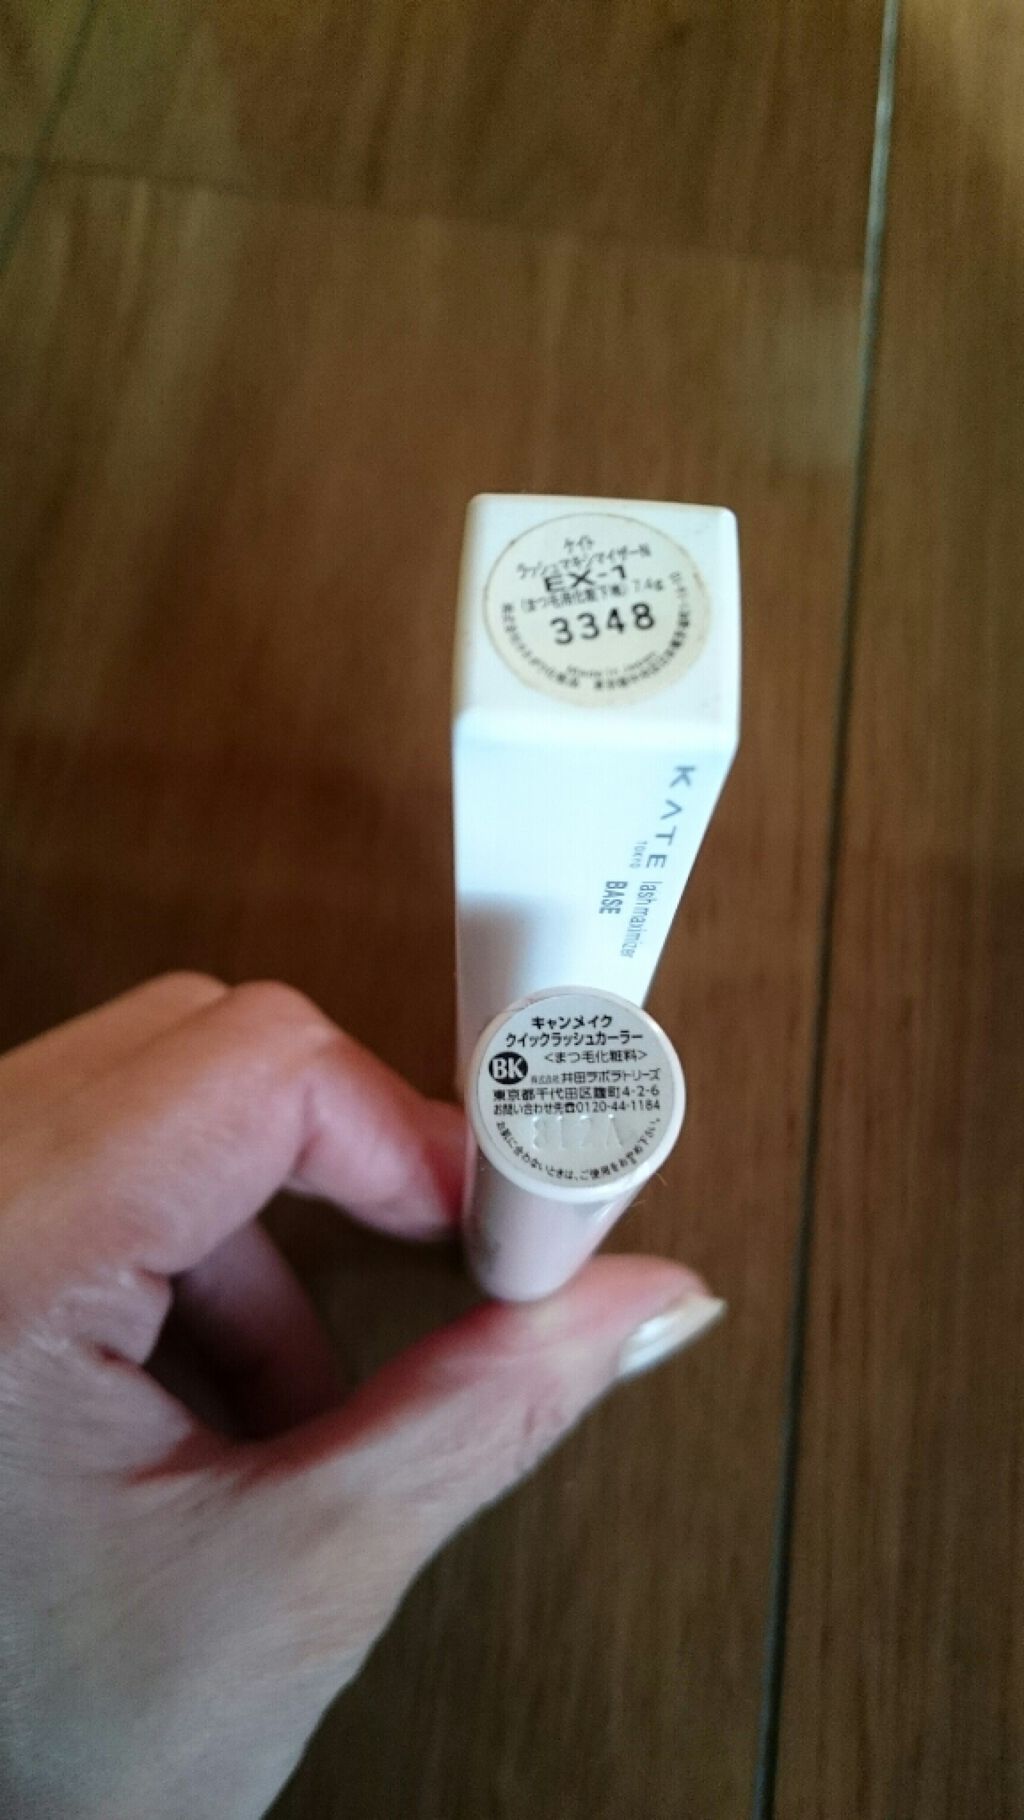 ケイト
ラッシュマキシマイザーN
EX-1
(まつ毛用化粧下地) 7.4g
3348
KATE
TOKYO
lashmaximizer
BASE
キャンメイク
クイックラッシュカーラー
<まつ毛化粧料>
BK
株式会社 井田ラボラトリーズ
東京都千代田区麹町4-2-6
お問い合わせ先☎0120-44-1184
お肌に合わないときは、ご使用をおやめ下さい。